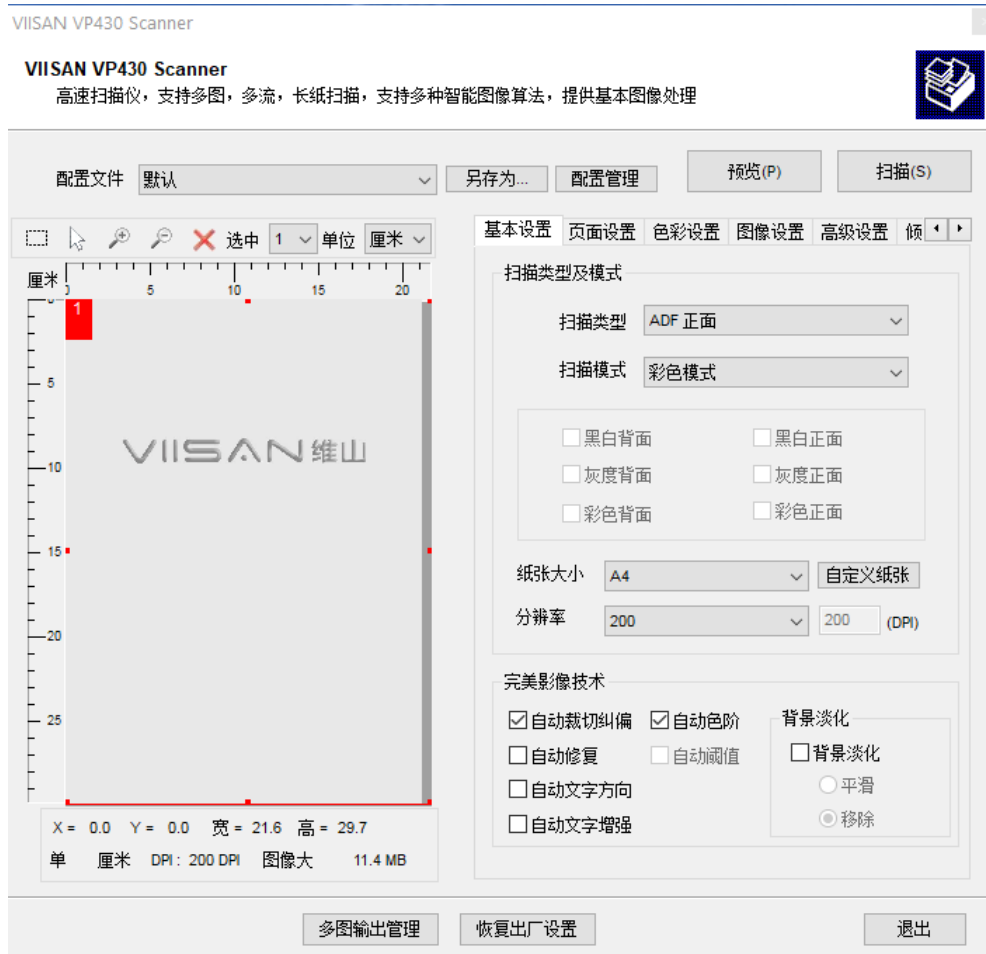 VIISAN VP430 Scanner
VIISAN VP430 Scanner
高速扫描仪，支持多图，多流，长纸扫描，支持多种智能图像算法，提供基本图像处理
配置文件 默认 另存为... 配置管理 预览(P) 扫描(S)
选中 1 单位 厘米
厘米
5 10 15 20
1
5
10
15
20
25
VIISAN维山
X = 0.0 Y = 0.0 宽 = 21.6 高 = 29.7
单 厘米 DPI : 200 DPI 图像大 11.4 MB
基本设置 页面设置 色彩设置 图像设置 高级设置 倾
扫描类型及模式
扫描类型 ADF 正面
扫描模式 彩色模式
黑白背面 黑白正面
灰度背面 灰度正面
彩色背面 彩色正面
纸张大小 A4 自定义纸张
分辨率 200 200 (DPI)
完美影像技术
自动裁切纠偏 自动色阶
自动修复 自动阈值
自动文字方向
自动文字增强
背景淡化
背景淡化
平滑
移除
多图输出管理 恢复出厂设置 退出